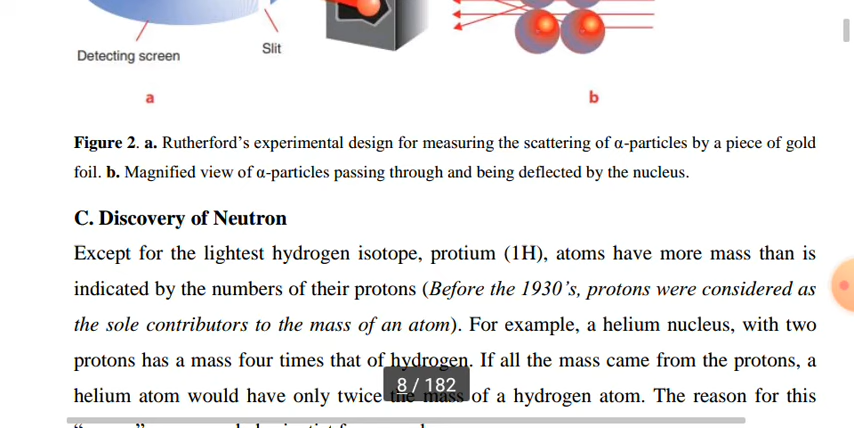 Detecting screen
Slit
a
b
Figure 2. a. Rutherford’s experimental design for measuring the scattering of α-particles by a piece of gold
foil. b. Magnified view of α-particles passing through and being deflected by the nucleus.
C. Discovery of Neutron
Except for the lightest hydrogen isotope, protium (1H), atoms have more mass than is
indicated by the numbers of their protons (Before the 1930’s, protons were considered as
the sole contributors to the mass of an atom). For example, a helium nucleus, with two
protons has a mass four times that of hydrogen. If all the mass came from the protons, a
helium atom would have only twice the mass of a hydrogen atom. The reason for this
8 / 182